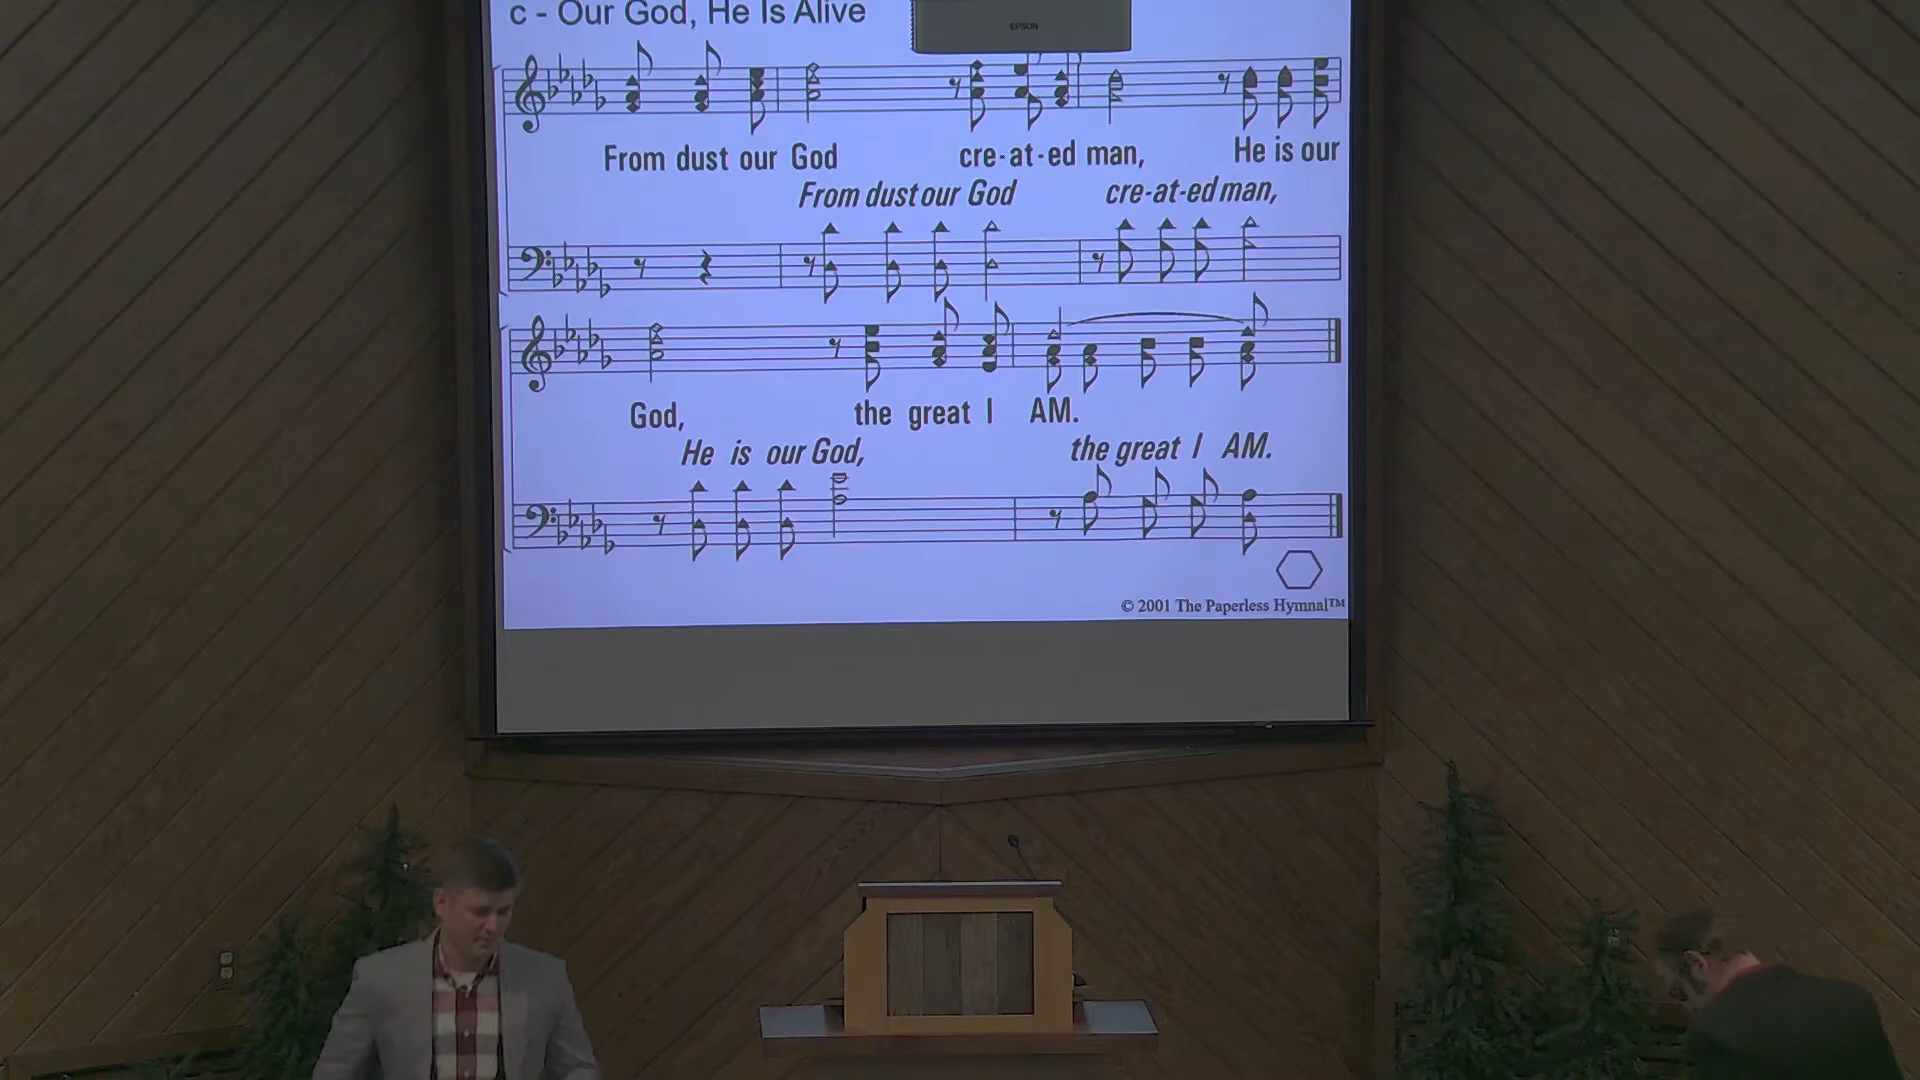 c - Our God, He Is Alive
EPSON
From dust our God cre-at-ed man, He is our
From dust our God cre-at-ed man,
God, the great I AM.
He is our God, the great I AM.
© 2001 The Paperless Hymnal™